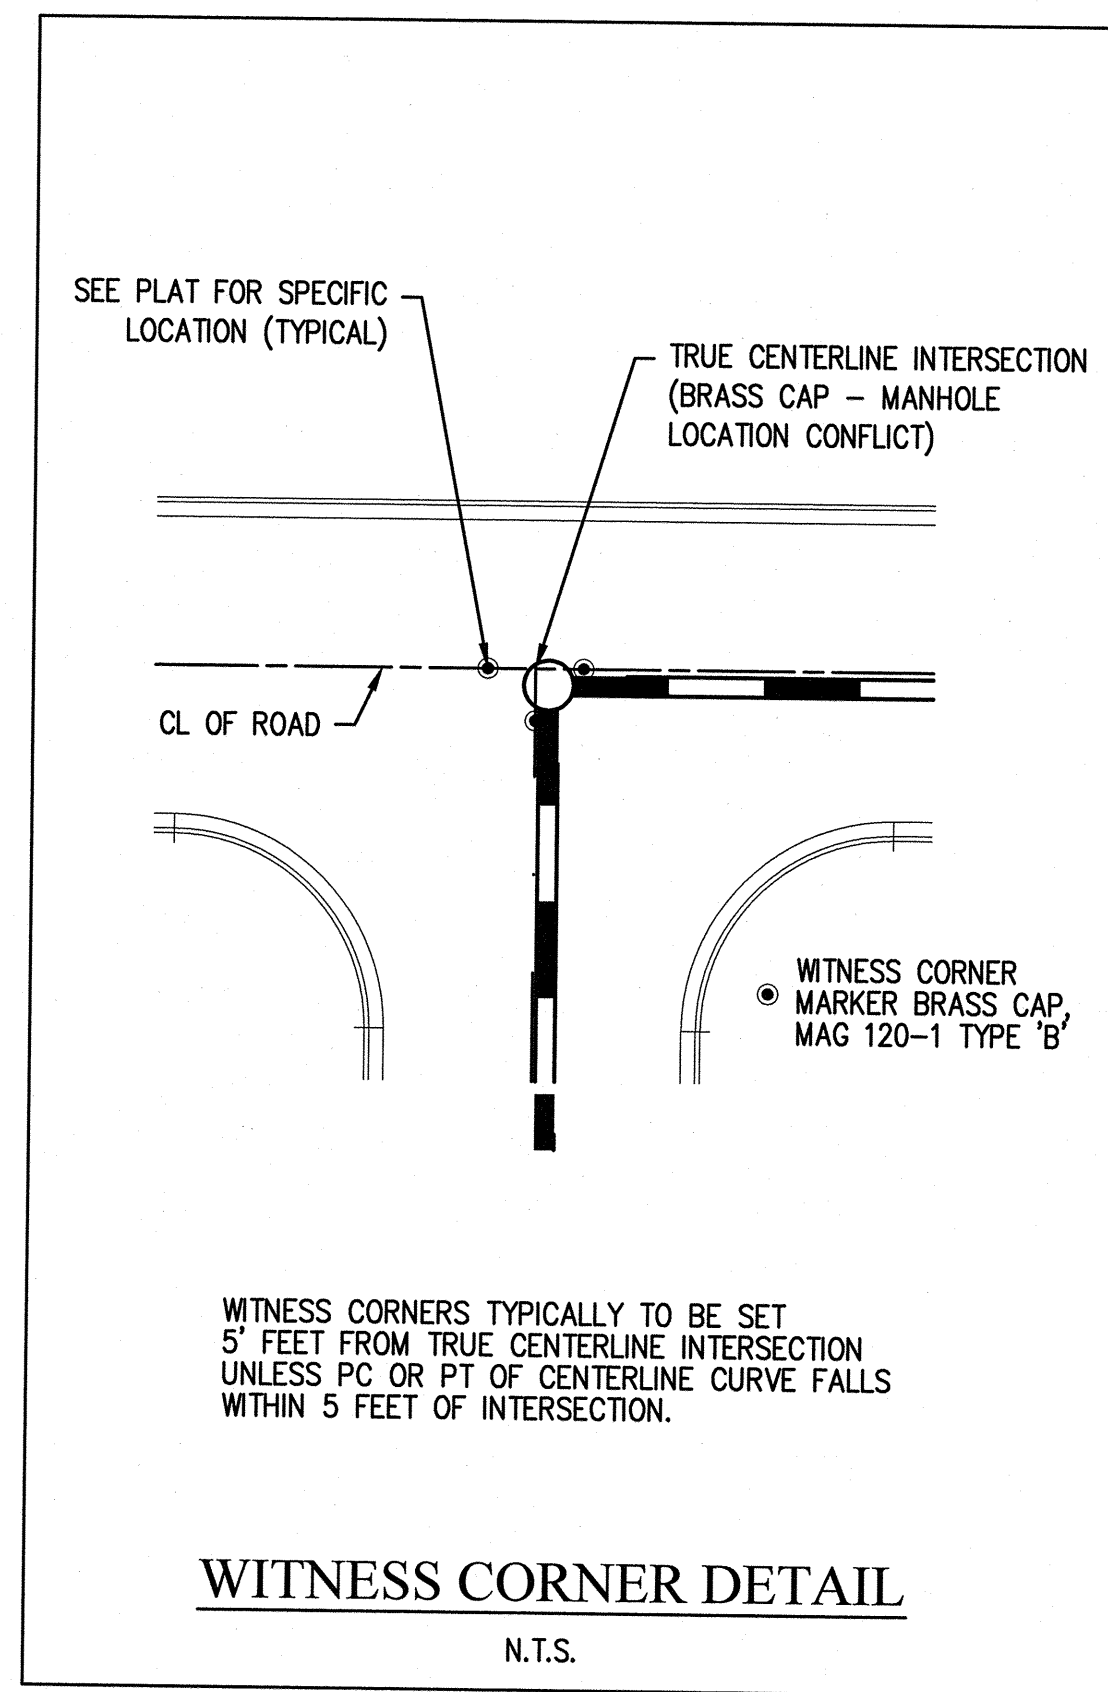 SEE PLAT FOR SPECIFIC
LOCATION (TYPICAL)
TRUE CENTERLINE INTERSECTION
(BRASS CAP – MANHOLE
LOCATION CONFLICT)
CL OF ROAD
WITNESS CORNER
MARKER BRASS CAP,
MAG 120–1 TYPE 'B'
WITNESS CORNERS TYPICALLY TO BE SET
5' FEET FROM TRUE CENTERLINE INTERSECTION
UNLESS PC OR PT OF CENTERLINE CURVE FALLS
WITHIN 5 FEET OF INTERSECTION.
WITNESS CORNER DETAIL
N.T.S.